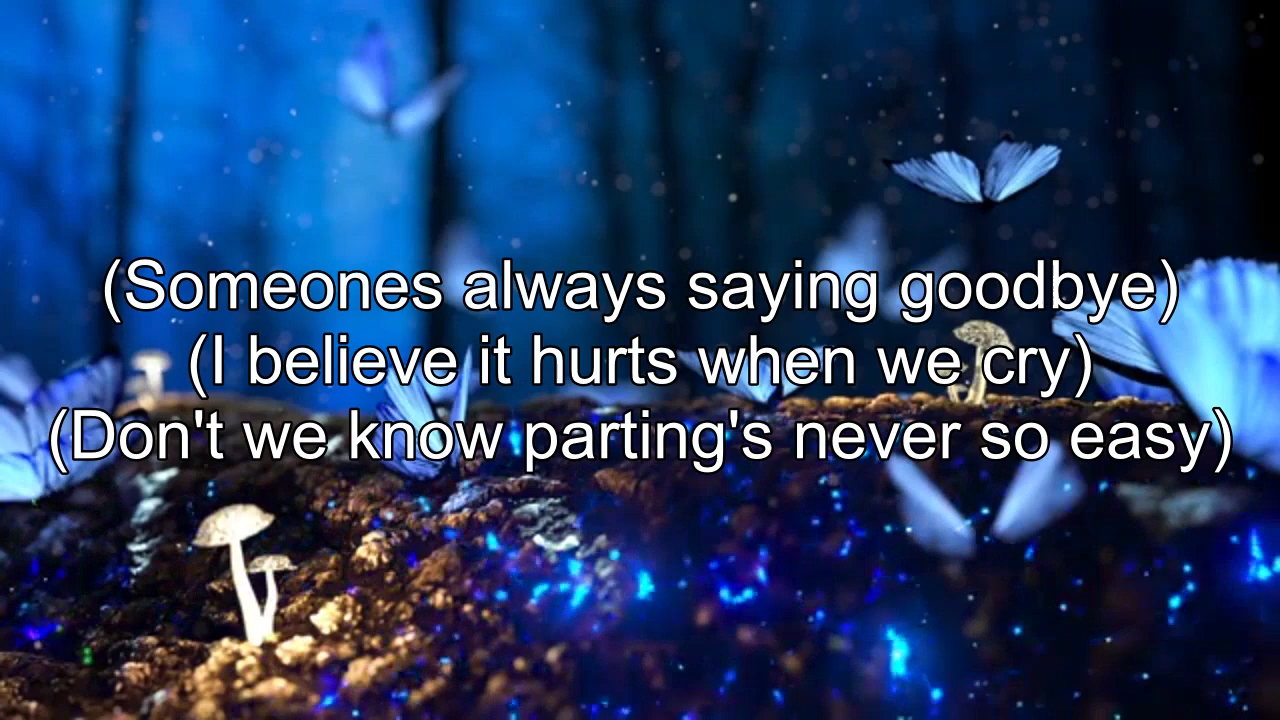 (Someones always saying goodbye)
(I believe it hurts when we cry)
(Don't we know parting's never so easy)